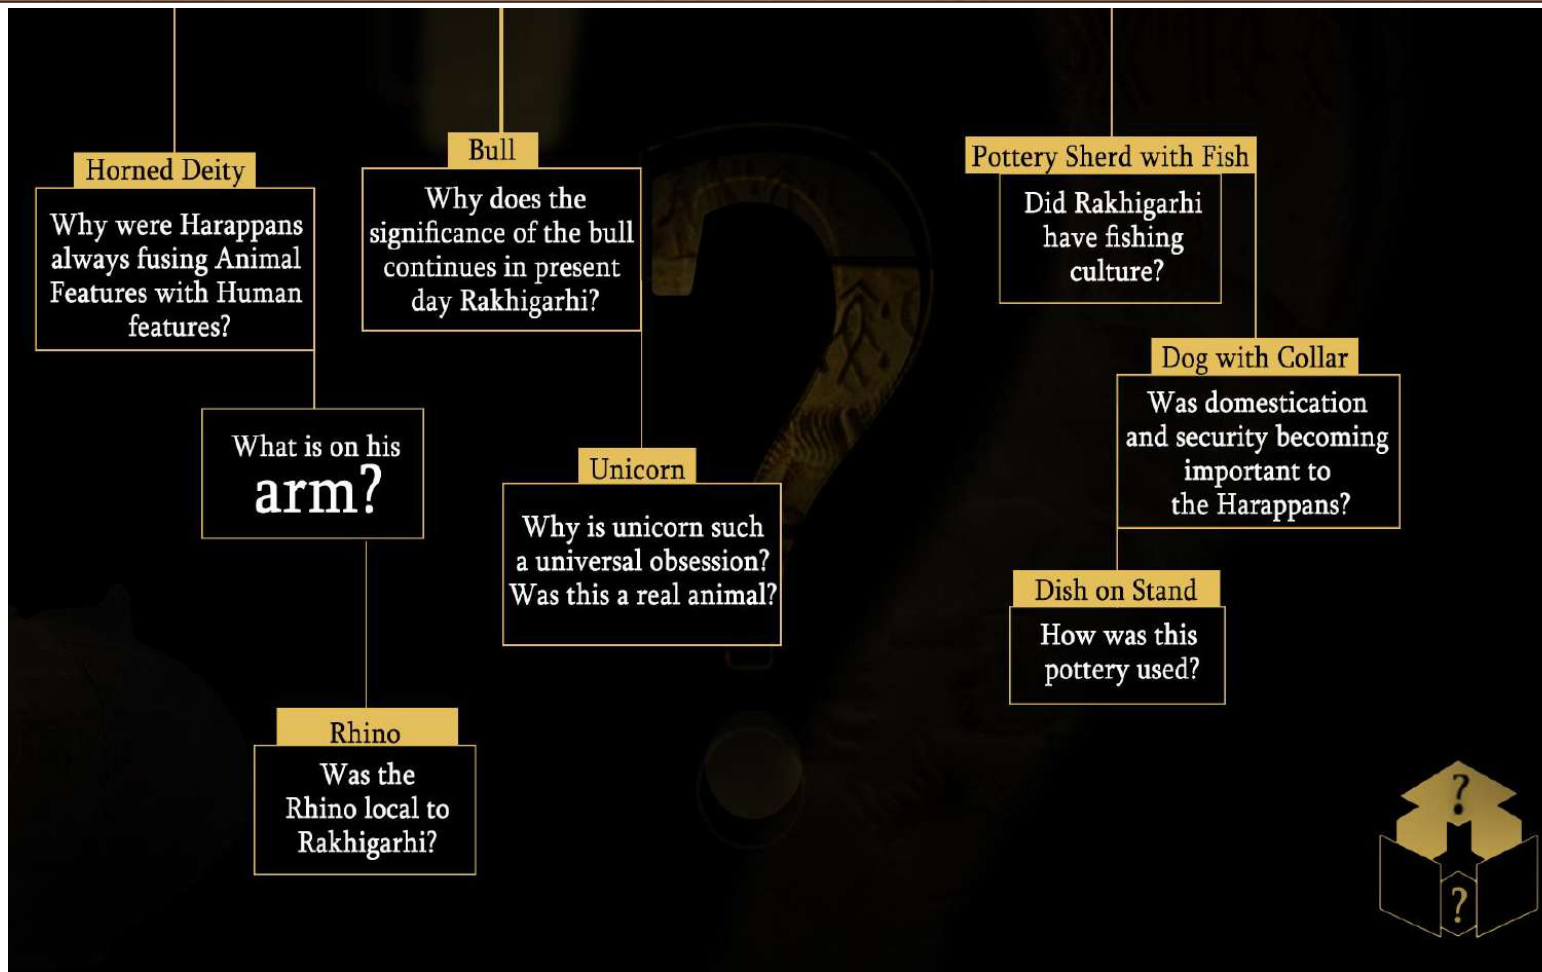 Horned Deity
Why were Harappans
always fusing Animal
Features with Human
features?
What is on his
arm?
Rhino
Was the
Rhino local to
Rakhigarhi?
Bull
Why does the
significance of the bull
continues in present
day Rakhigarhi?
Unicorn
Why is unicorn such
a universal obsession?
Was this a real animal?
Pottery Sherd with Fish
Did Rakhigarhi
have fishing
culture?
Dog with Collar
Was domestication
and security becoming
important to
the Harappans?
Dish on Stand
How was this
pottery used?
?
?